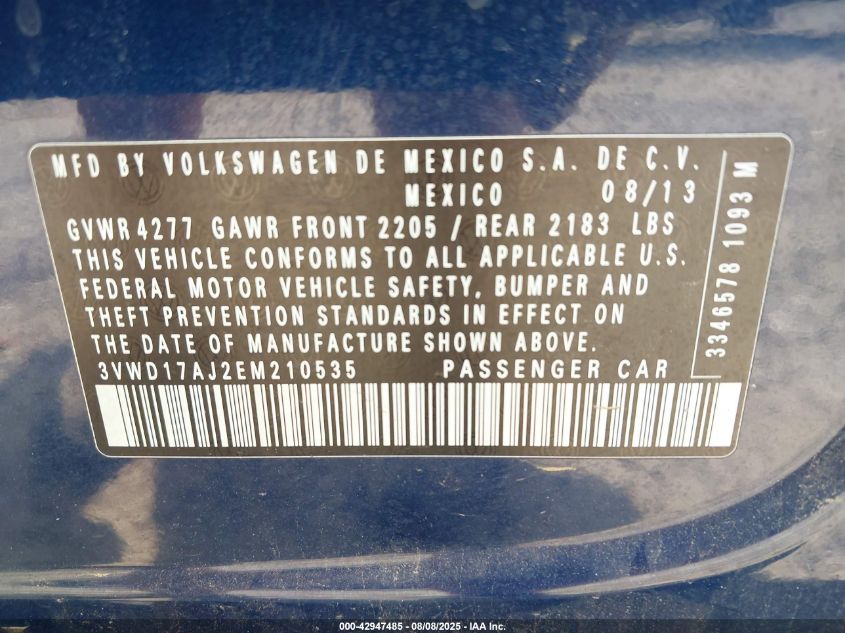 MFD BY VOLKSWAGEN DE MEXICO S.A. DE C.V.
MEXICO 08/13
GVWR 4277 GAWR FRONT 2205 / REAR 2183 LBS
THIS VEHICLE CONFORMS TO ALL APPLICABLE U.S.
FEDERAL MOTOR VEHICLE SAFETY, BUMPER AND
THEFT PREVENTION STANDARDS IN EFFECT ON
THE DATE OF MANUFACTURE SHOWN ABOVE.
3VWD17AJ2EM210535 PASSENGER CAR
3346578 1093 M
000-42947485 - 08/08/2025 - IAA Inc.